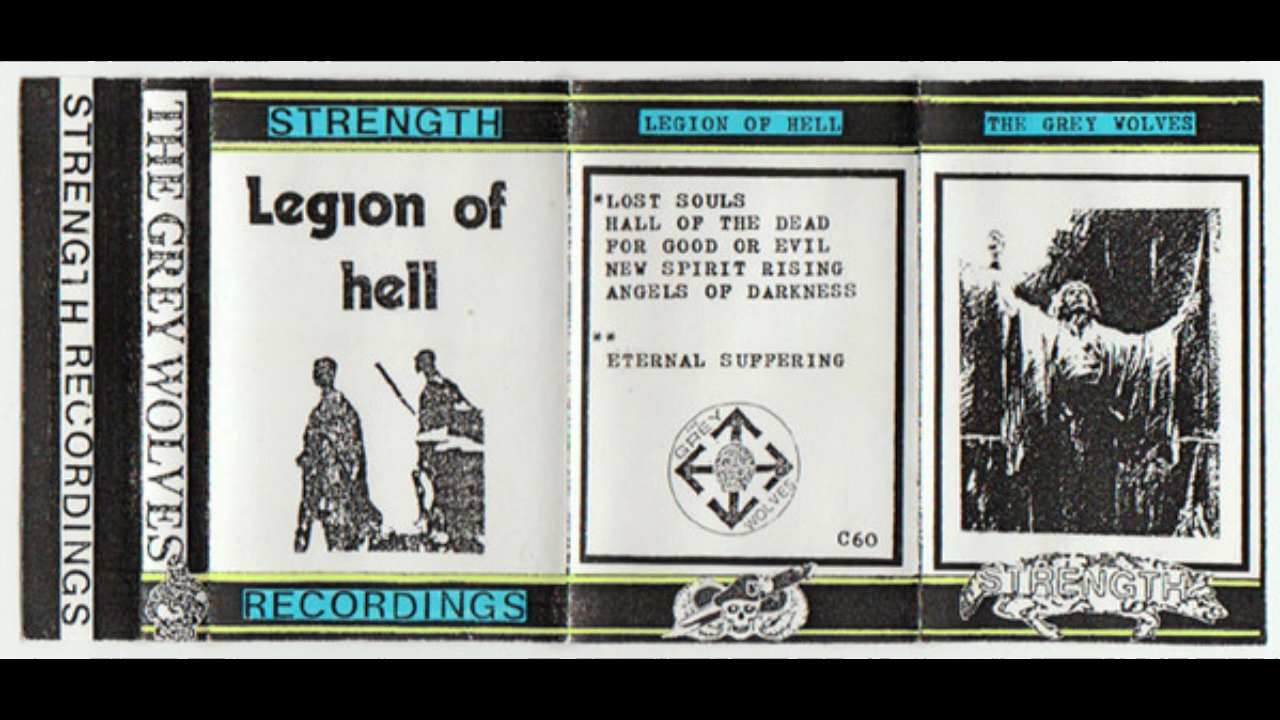 STRENGTH RECORDINGS
THE GREY WOLVES
STRENGTH
Legion of
hell
RECORDINGS
LEGION OF HELL
*LOST SOULS
HALL OF THE DEAD
FOR GOOD OR EVIL
NEW SPIRIT RISING
ANGELS OF DARKNESS
**
ETERNAL SUFFERING
GREY
WOLVES
C60
THE GREY WOLVES
STRENGTH